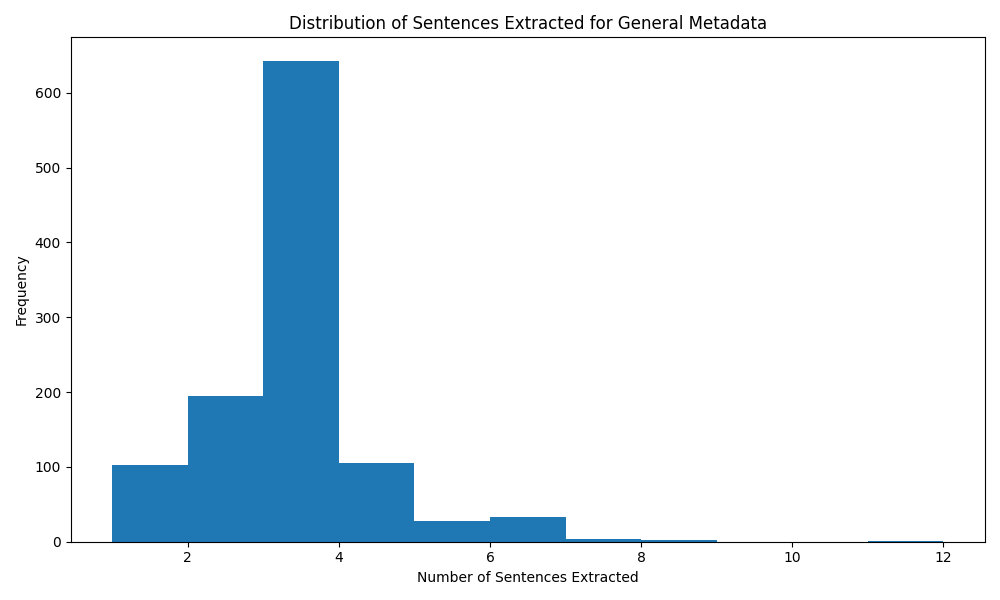 Distribution of Sentences Extracted for General Metadata
Frequency
600
500
400
300
200
100
0
2 4 6 8 10 12
Number of Sentences Extracted